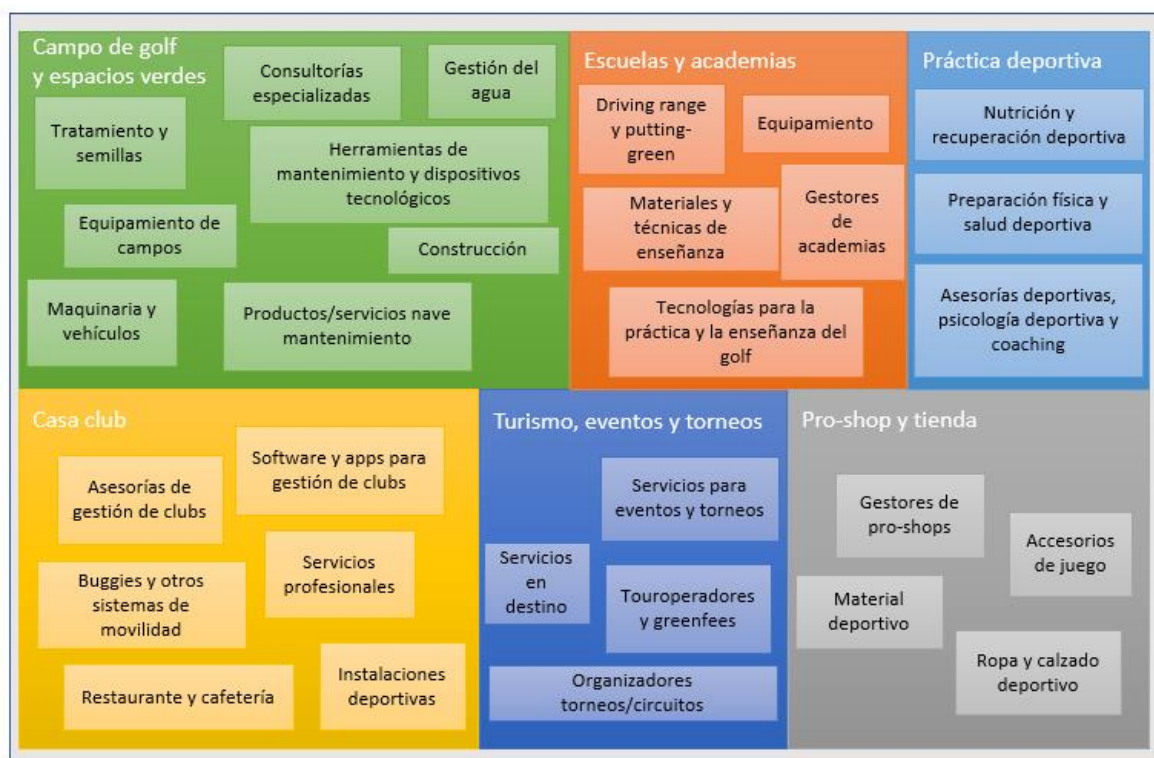 Campo de golf
y espacios verdes
Consultorías
especializadas
Gestión del
agua
Tratamiento y
semillas
Herramientas de
mantenimiento y dispositivos
tecnológicos
Equipamiento de
campos
Construcción
Maquinaria y
vehículos
Productos/servicios nave
mantenimiento
Escuelas y academias
Driving range
y putting-
green
Equipamiento
Materiales y
técnicas de
enseñanza
Gestores
de
academias
Tecnologías para la
práctica y la enseñanza del
golf
Práctica deportiva
Nutrición y
recuperación deportiva
Preparación física y
salud deportiva
Asesorías deportivas,
psicología deportiva y
coaching
Casa club
Software y apps para
gestión de clubs
Asesorías de
gestión de clubs
Servicios
profesionales
Buggies y otros
sistemas de
movilidad
Restaurante y cafetería
Instalaciones
deportivas
Turismo, eventos y torneos
Servicios para
eventos y torneos
Servicios
en
destino
Touroperadores
y greenfees
Organizadores
torneos/circuitos
Pro-shop y tienda
Gestores de
pro-shops
Accesorios
de juego
Material
deportivo
Ropa y calzado
deportivo